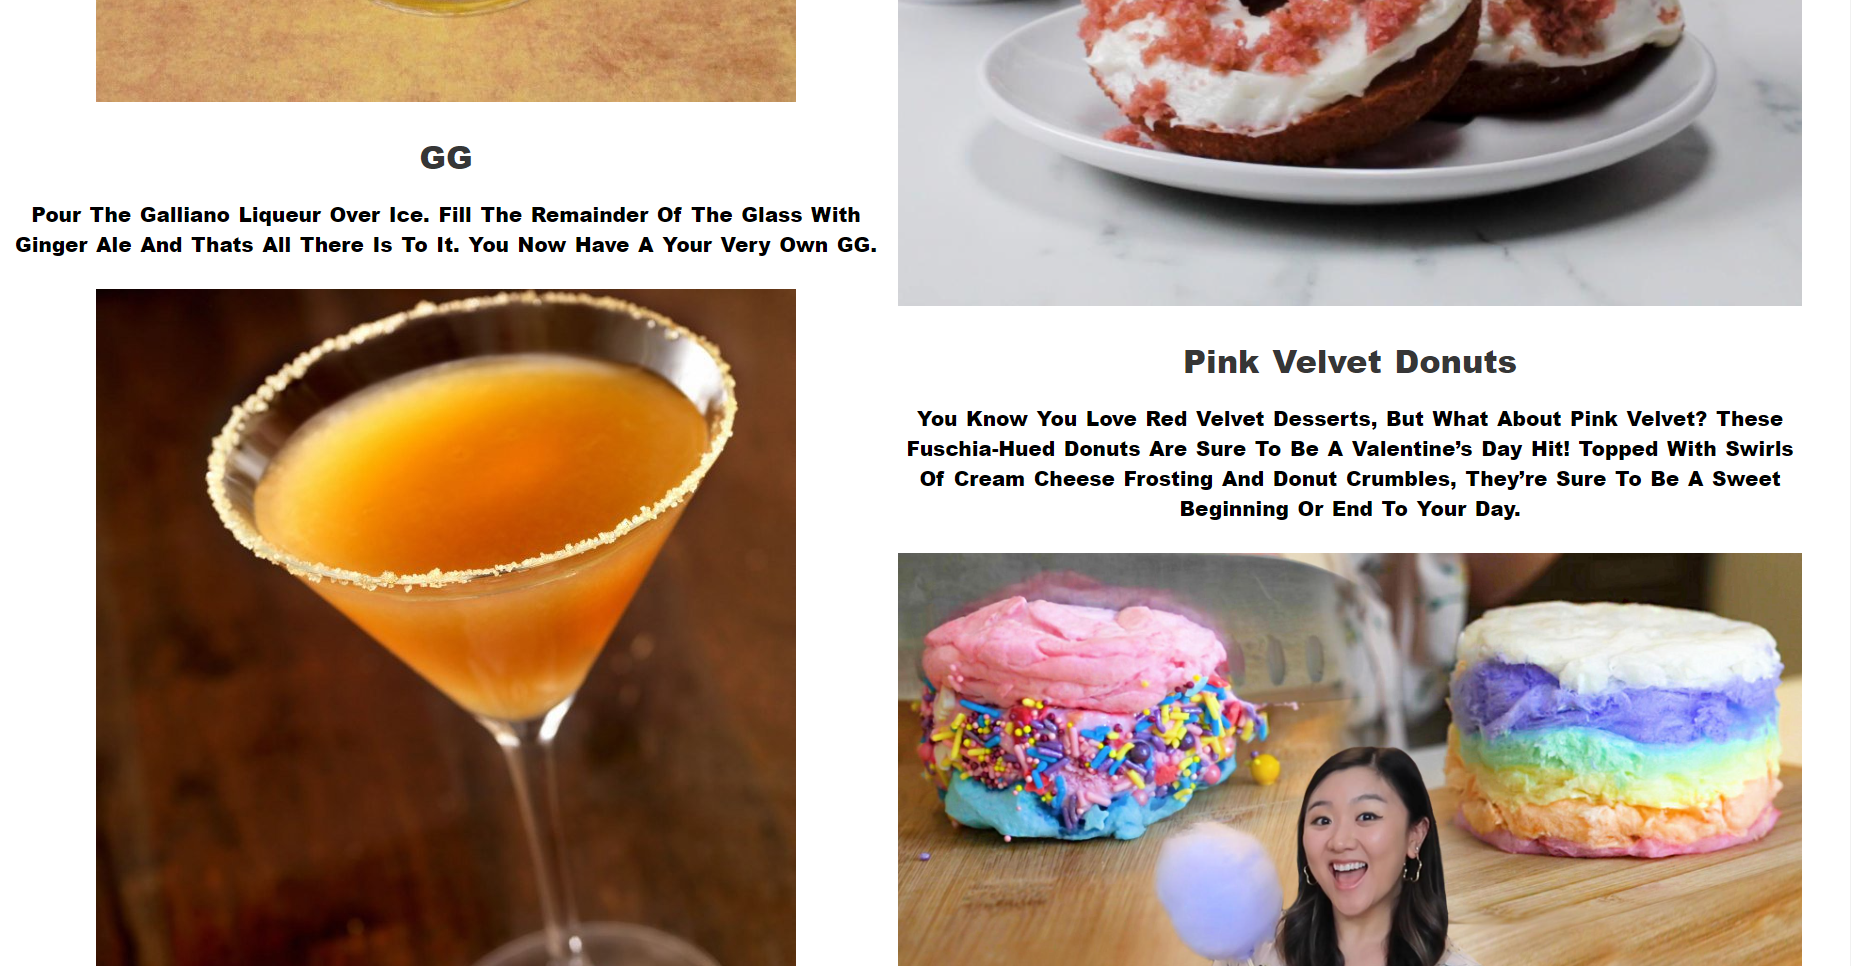 GG
Pour The Galliano Liqueur Over Ice. Fill The Remainder Of The Glass With
Ginger Ale And Thats All There Is To It. You Now Have A Your Very Own GG.
Pink Velvet Donuts
You Know You Love Red Velvet Desserts, But What About Pink Velvet? These
Fuschia-Hued Donuts Are Sure To Be A Valentine’s Day Hit! Topped With Swirls
Of Cream Cheese Frosting And Donut Crumbles, They’re Sure To Be A Sweet
Beginning Or End To Your Day.